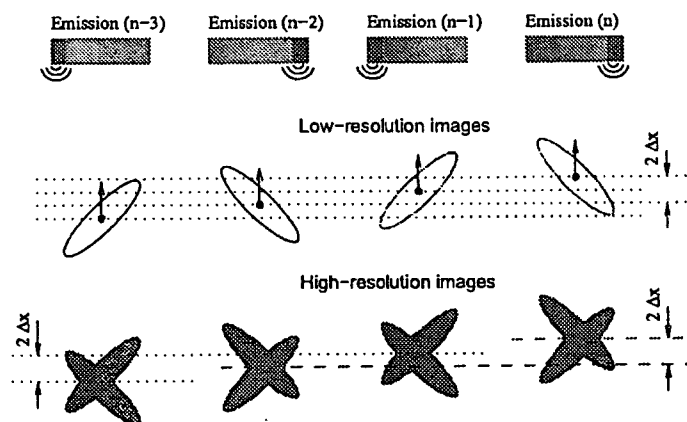 Emission (n−3) Emission (n−2) Emission (n−1) Emission (n)
Low−resolution images
2 Δx
High−resolution images
2 Δx
2 Δx